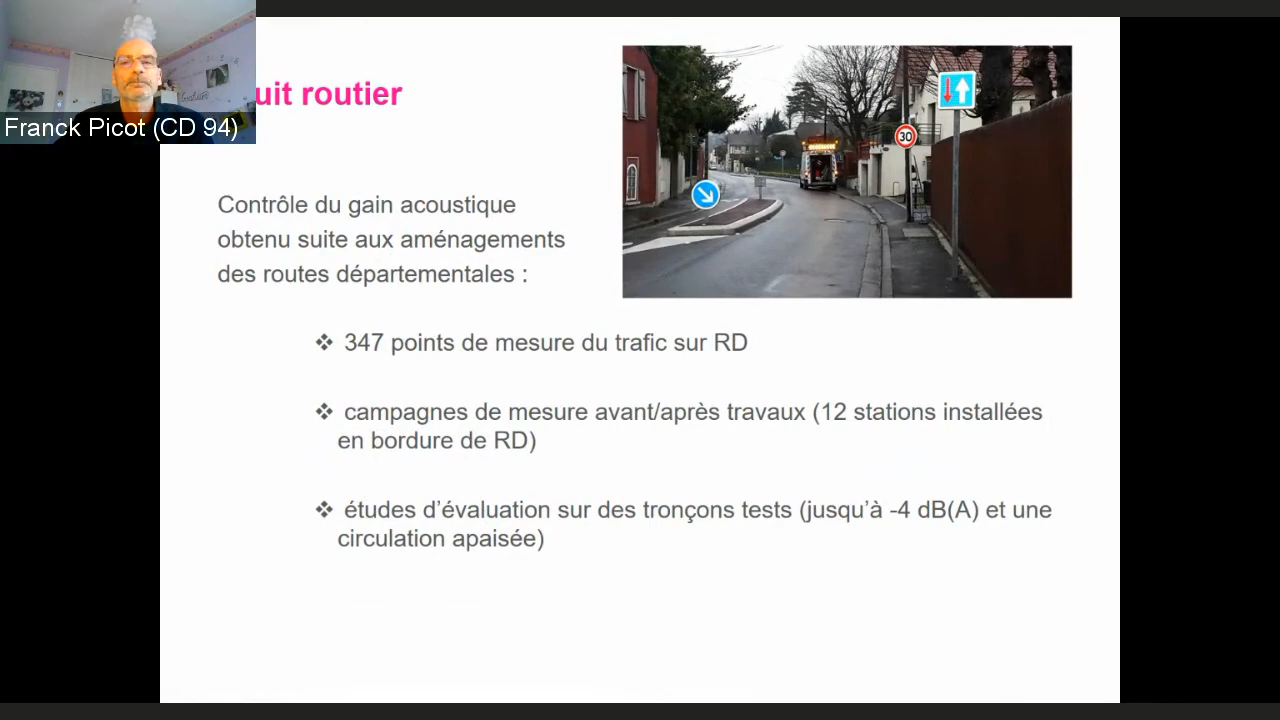 Franck Picot (CD 94)
uit routier
Contrôle du gain acoustique
obtenu suite aux aménagements
des routes départementales :
30
❖ 347 points de mesure du trafic sur RD
❖ campagnes de mesure avant/après travaux (12 stations installées
en bordure de RD)
❖ études d’évaluation sur des tronçons tests (jusqu’à -4 dB(A) et une
circulation apaisée)